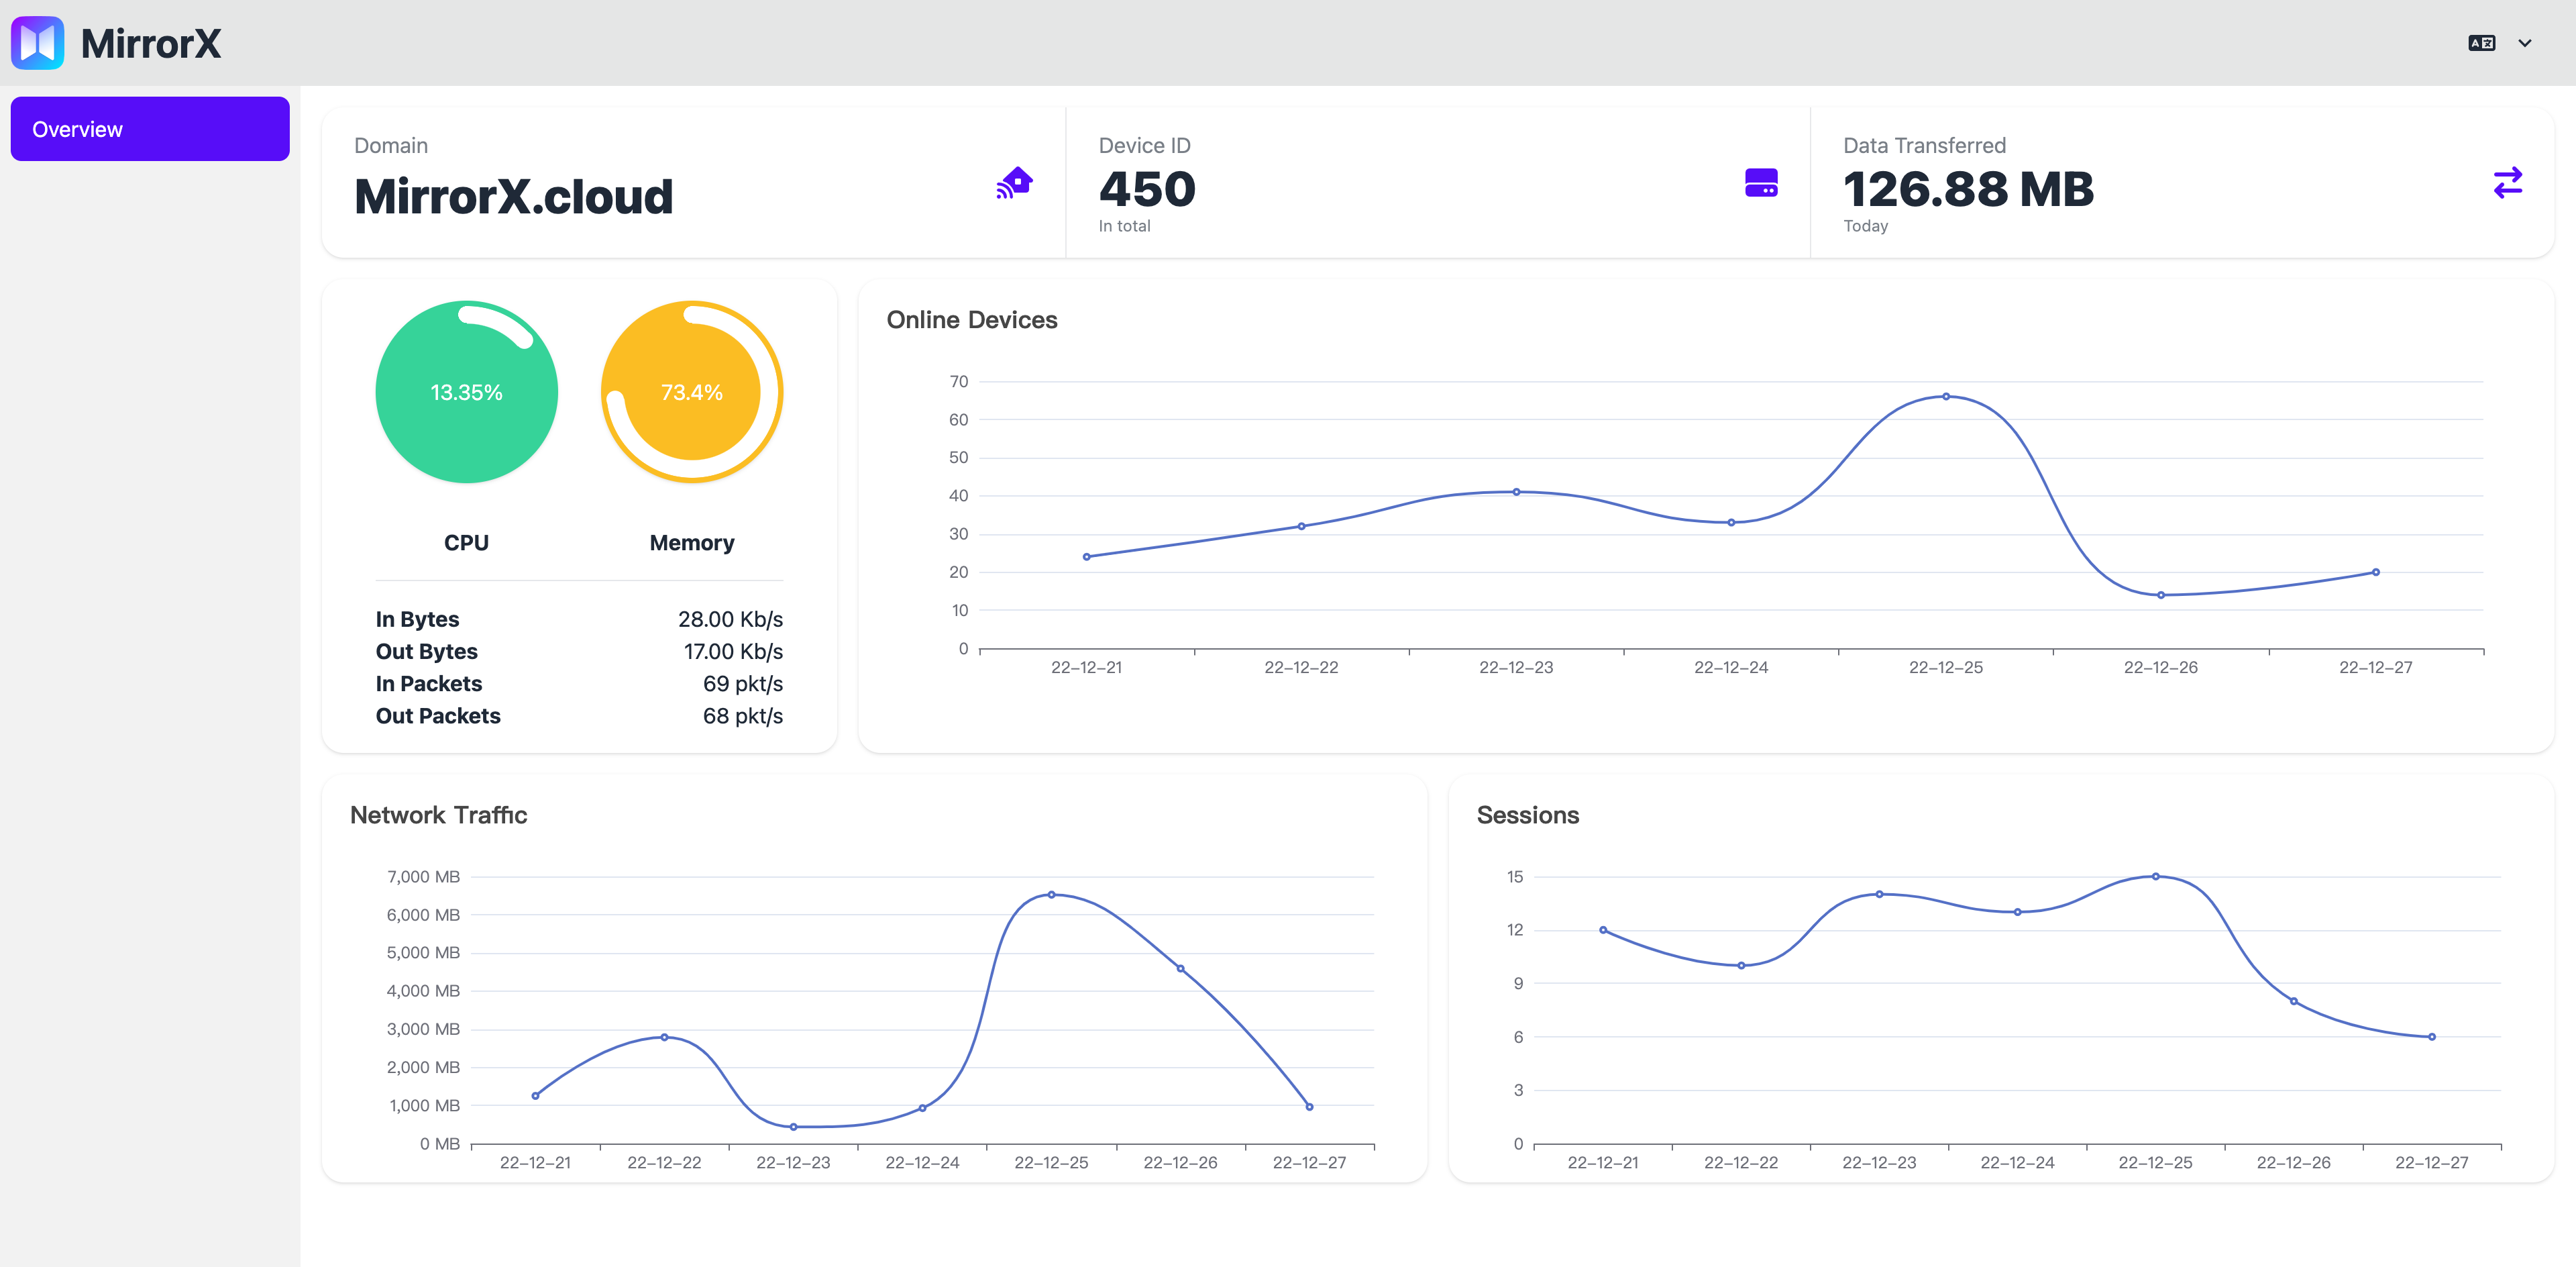 MirrorX
Overview
Domain
MirrorX.cloud
Device ID
450
In total
Data Transferred
126.88 MB
Today
13.35%
73.4%
CPU
Memory
In Bytes 28.00 Kb/s
Out Bytes 17.00 Kb/s
In Packets 69 pkt/s
Out Packets 68 pkt/s
Online Devices
70
60
50
40
30
20
10
0
22-12-21 22-12-22 22-12-23 22-12-24 22-12-25 22-12-26 22-12-27
Network Traffic
7,000 MB
6,000 MB
5,000 MB
4,000 MB
3,000 MB
2,000 MB
1,000 MB
0 MB
22-12-21 22-12-22 22-12-23 22-12-24 22-12-25 22-12-26 22-12-27
Sessions
15
12
9
6
3
0
22-12-21 22-12-22 22-12-23 22-12-24 22-12-25 22-12-26 22-12-27